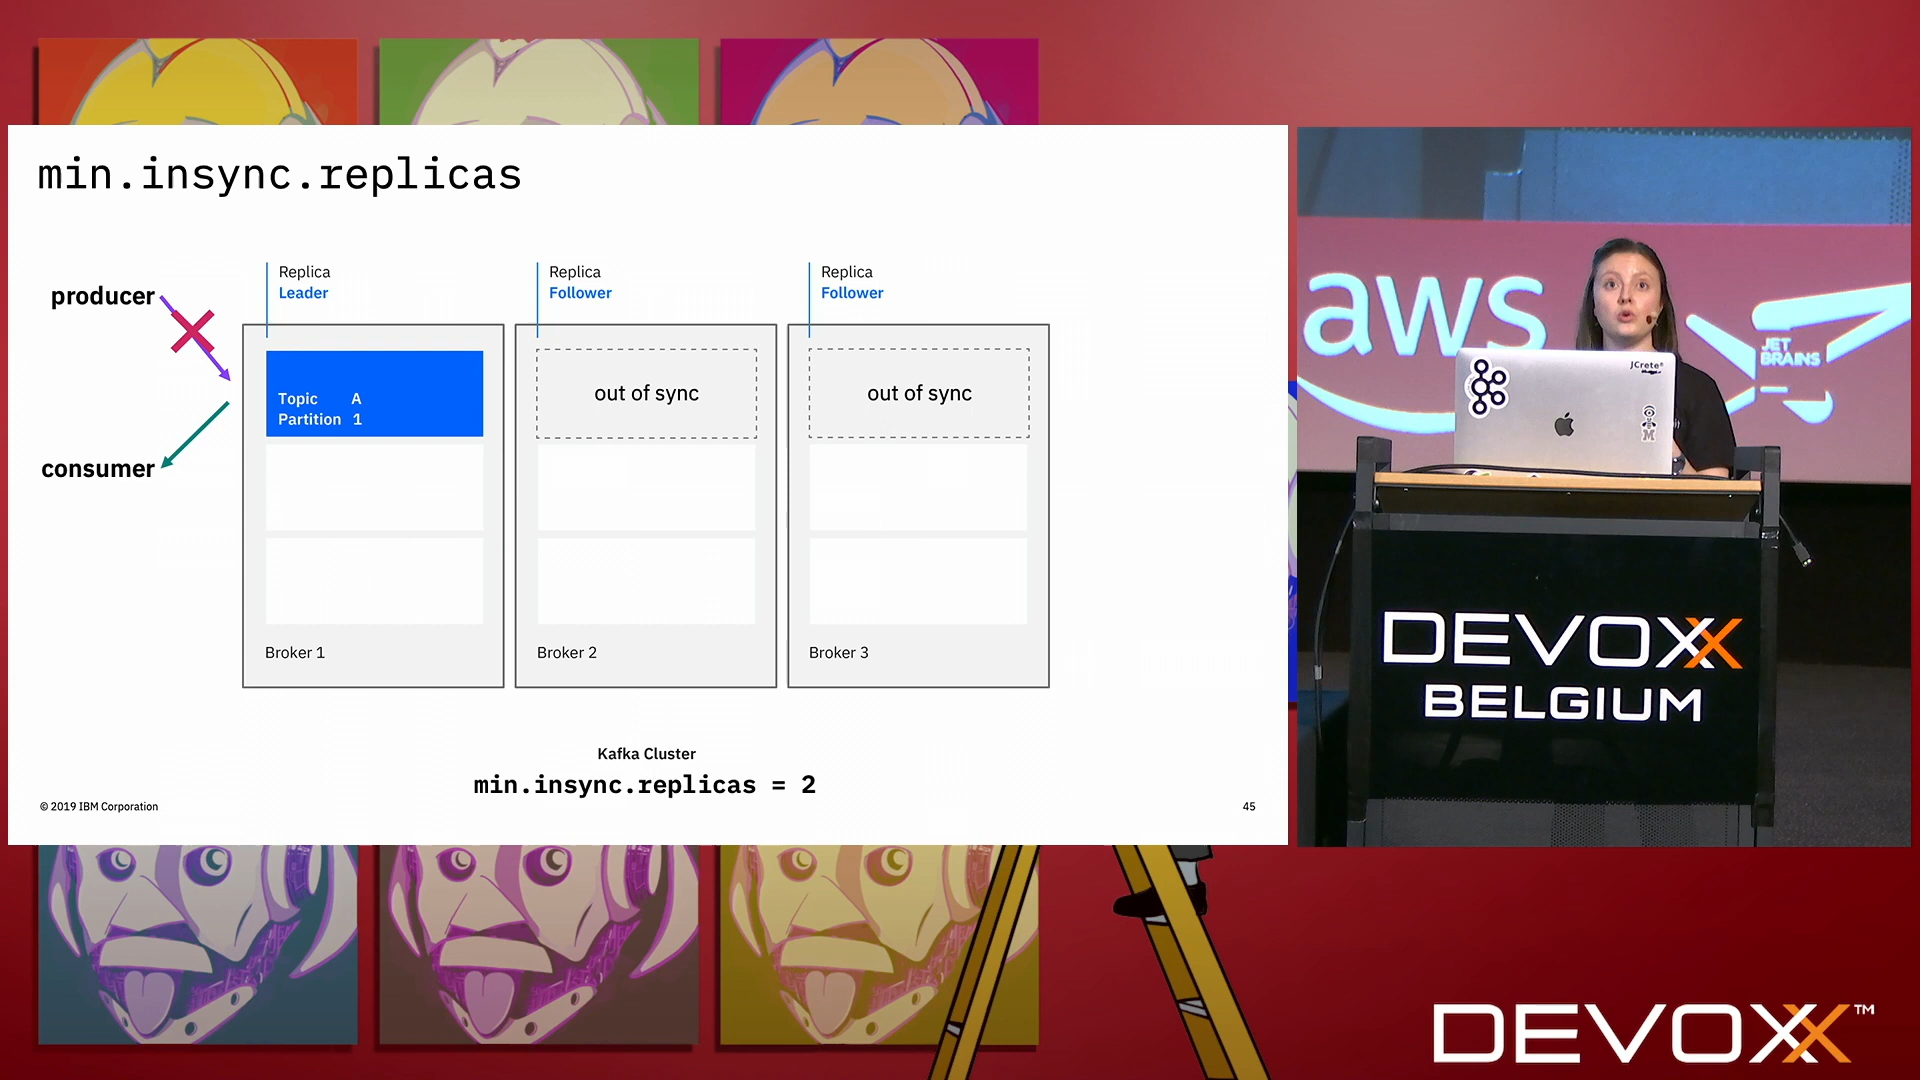 min.insync.replicas
producer
consumer
Replica
Leader
Replica
Follower
Replica
Follower
Topic A
Partition 1
out of sync
out of sync
Broker 1
Broker 2
Broker 3
Kafka Cluster
min.insync.replicas = 2
© 2019 IBM Corporation
45
aws
JET
BRAINS
JCrete
M
DEVOXX
BELGIUM
DEVOXX™